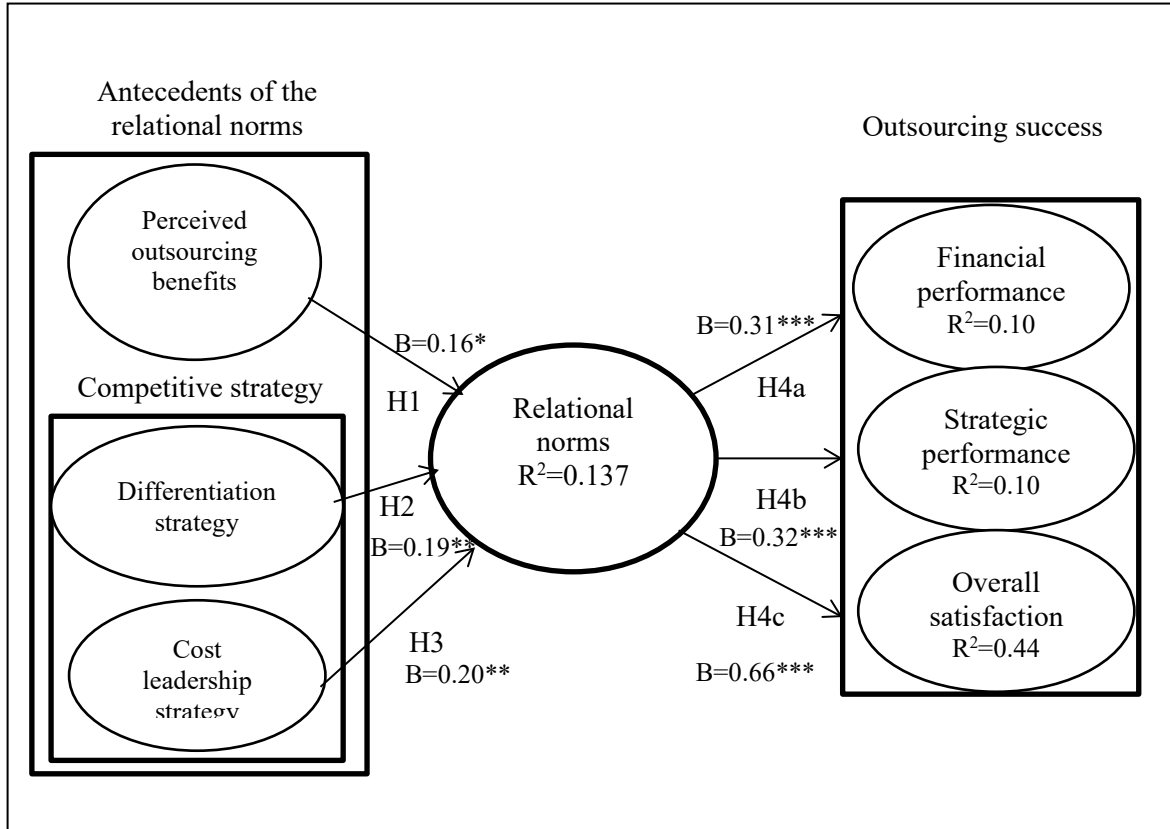 Antecedents of the
relational norms
Perceived
outsourcing
benefits
B=0.16*
H1
Competitive strategy
Differentiation
strategy
H2
B=0.19**
Cost
leadership
strategy
H3
B=0.20**
Relational
norms
R²=0.137
B=0.31***
H4a
H4b
B=0.32***
H4c
B=0.66***
Outsourcing success
Financial
performance
R²=0.10
Strategic
performance
R²=0.10
Overall
satisfaction
R²=0.44